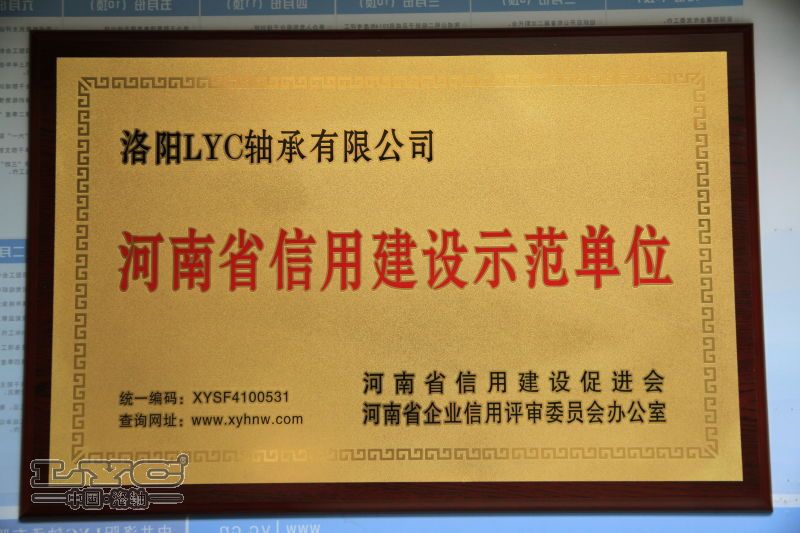 洛阳LYC轴承有限公司
河南省信用建设示范单位
统一编码：XYSF4100531
查询网址：www.xyhnw.com
河南省信用建设促进会
河南省企业信用评审委员会办公室
LYC®
中国·洛轴